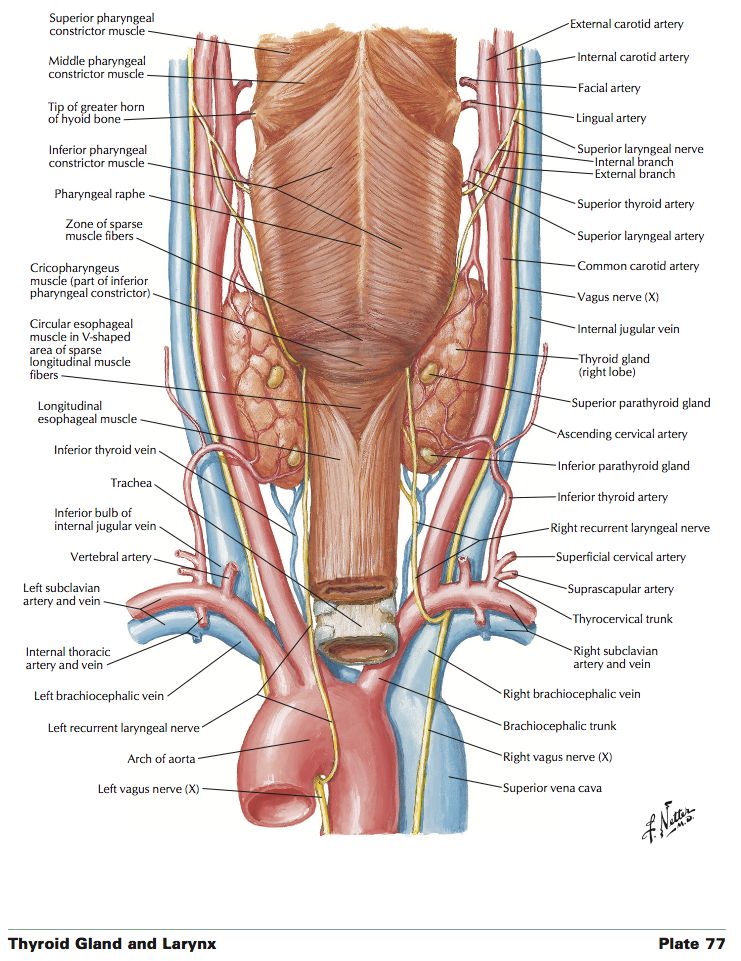 Superior pharyngeal
constrictor muscle
Middle pharyngeal
constrictor muscle
Tip of greater horn
of hyoid bone
Inferior pharyngeal
constrictor muscle
Pharyngeal raphe
Zone of sparse
muscle fibers
Cricopharyngeus
muscle (part of inferior
pharyngeal constrictor)
Circular esophageal
muscle in V-shaped
area of sparse
longitudinal muscle
fibers
Longitudinal
esophageal muscle
Inferior thyroid vein
Trachea
Inferior bulb of
internal jugular vein
Vertebral artery
Left subclavian
artery and vein
Internal thoracic
artery and vein
Left brachiocephalic vein
Left recurrent laryngeal nerve
Arch of aorta
Left vagus nerve (X)
External carotid artery
Internal carotid artery
Facial artery
Lingual artery
Superior laryngeal nerve
Internal branch
External branch
Superior thyroid artery
Superior laryngeal artery
Common carotid artery
Vagus nerve (X)
Internal jugular vein
Thyroid gland
(right lobe)
Superior parathyroid gland
Ascending cervical artery
Inferior parathyroid gland
Inferior thyroid artery
Right recurrent laryngeal nerve
Superficial cervical artery
Suprascapular artery
Thyrocervical trunk
Right subclavian
artery and vein
Right brachiocephalic vein
Brachiocephalic trunk
Right vagus nerve (X)
Superior vena cava
F. Netter
M.D.
Thyroid Gland and Larynx
Plate 77